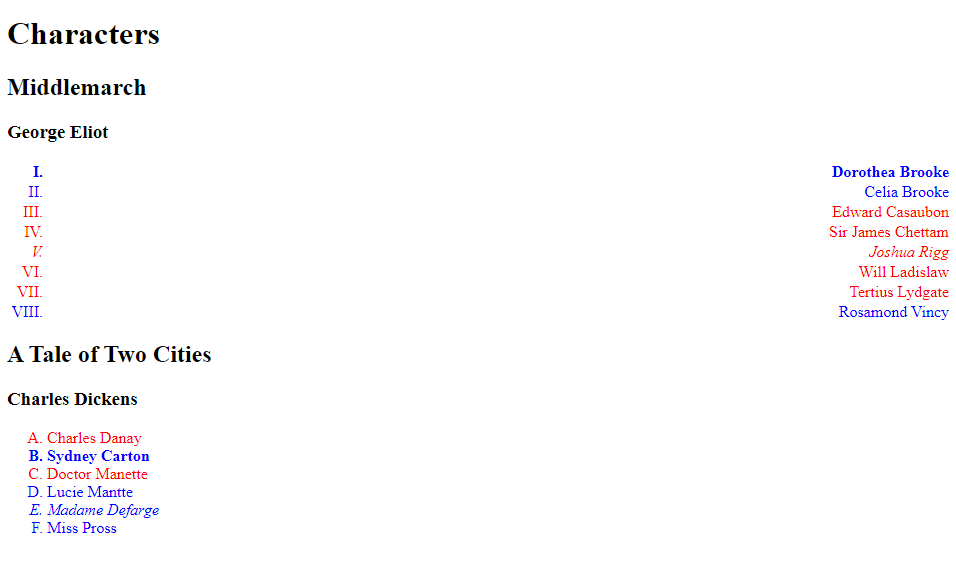 Characters
Middlemarch
George Eliot
I. Dorothea Brooke
II. Celia Brooke
III. Edward Casaubon
IV. Sir James Chettam
V. Joshua Rigg
VI. Will Ladislaw
VII. Tertius Lydgate
VIII. Rosamond Vincy
A Tale of Two Cities
Charles Dickens
A. Charles Danay
B. Sydney Carton
C. Doctor Manette
D. Lucie Mantte
E. Madame Defarge
F. Miss Pross